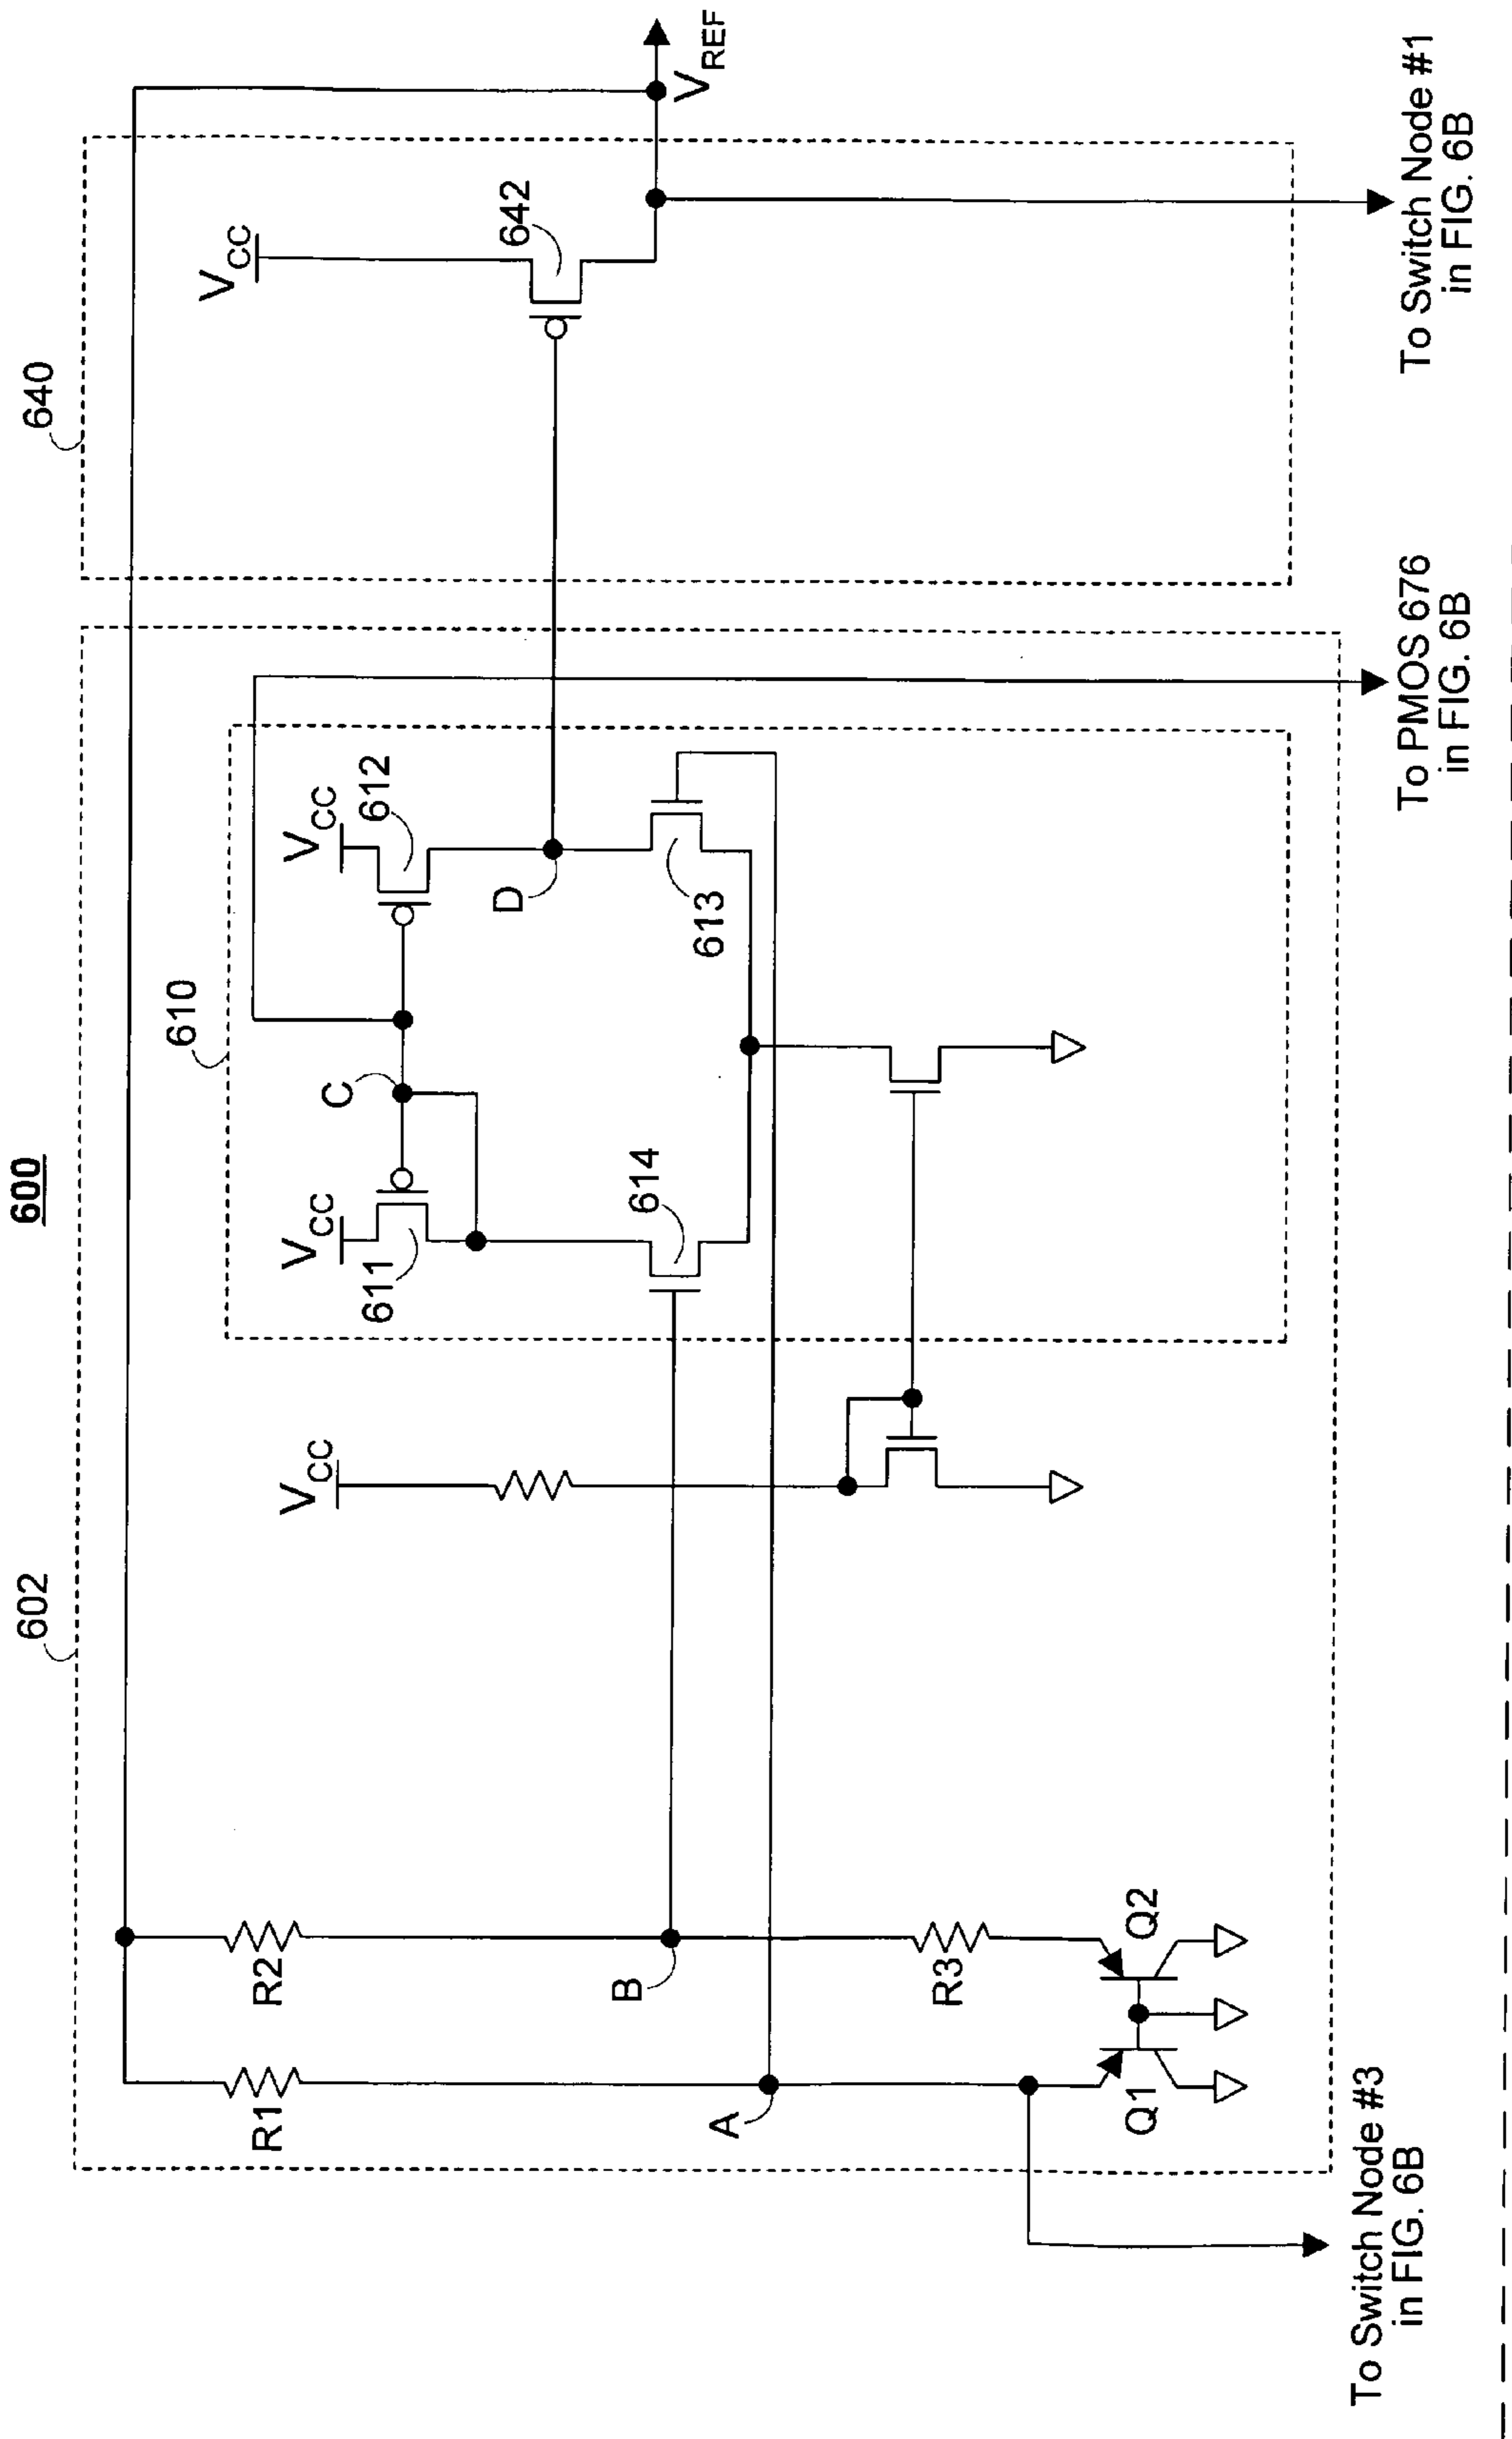 600
602
610
640
V_CC
V_CC
V_CC
V_CC
611
C
612
642
R1
R2
D
V_REF
614
613
B
A
R3
Q1
Q2
To Switch Node #3
in FIG. 6B
To PMOS 676
in FIG. 6B
To Switch Node #1
in FIG. 6B